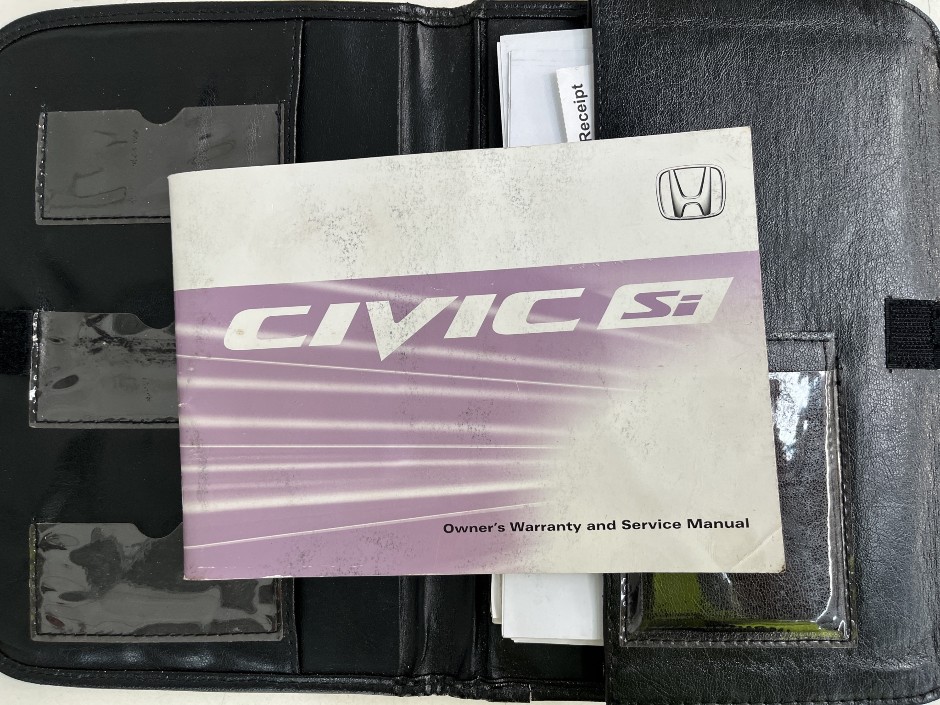 Receipt
CIVIC Si
Owner's Warranty and Service Manual